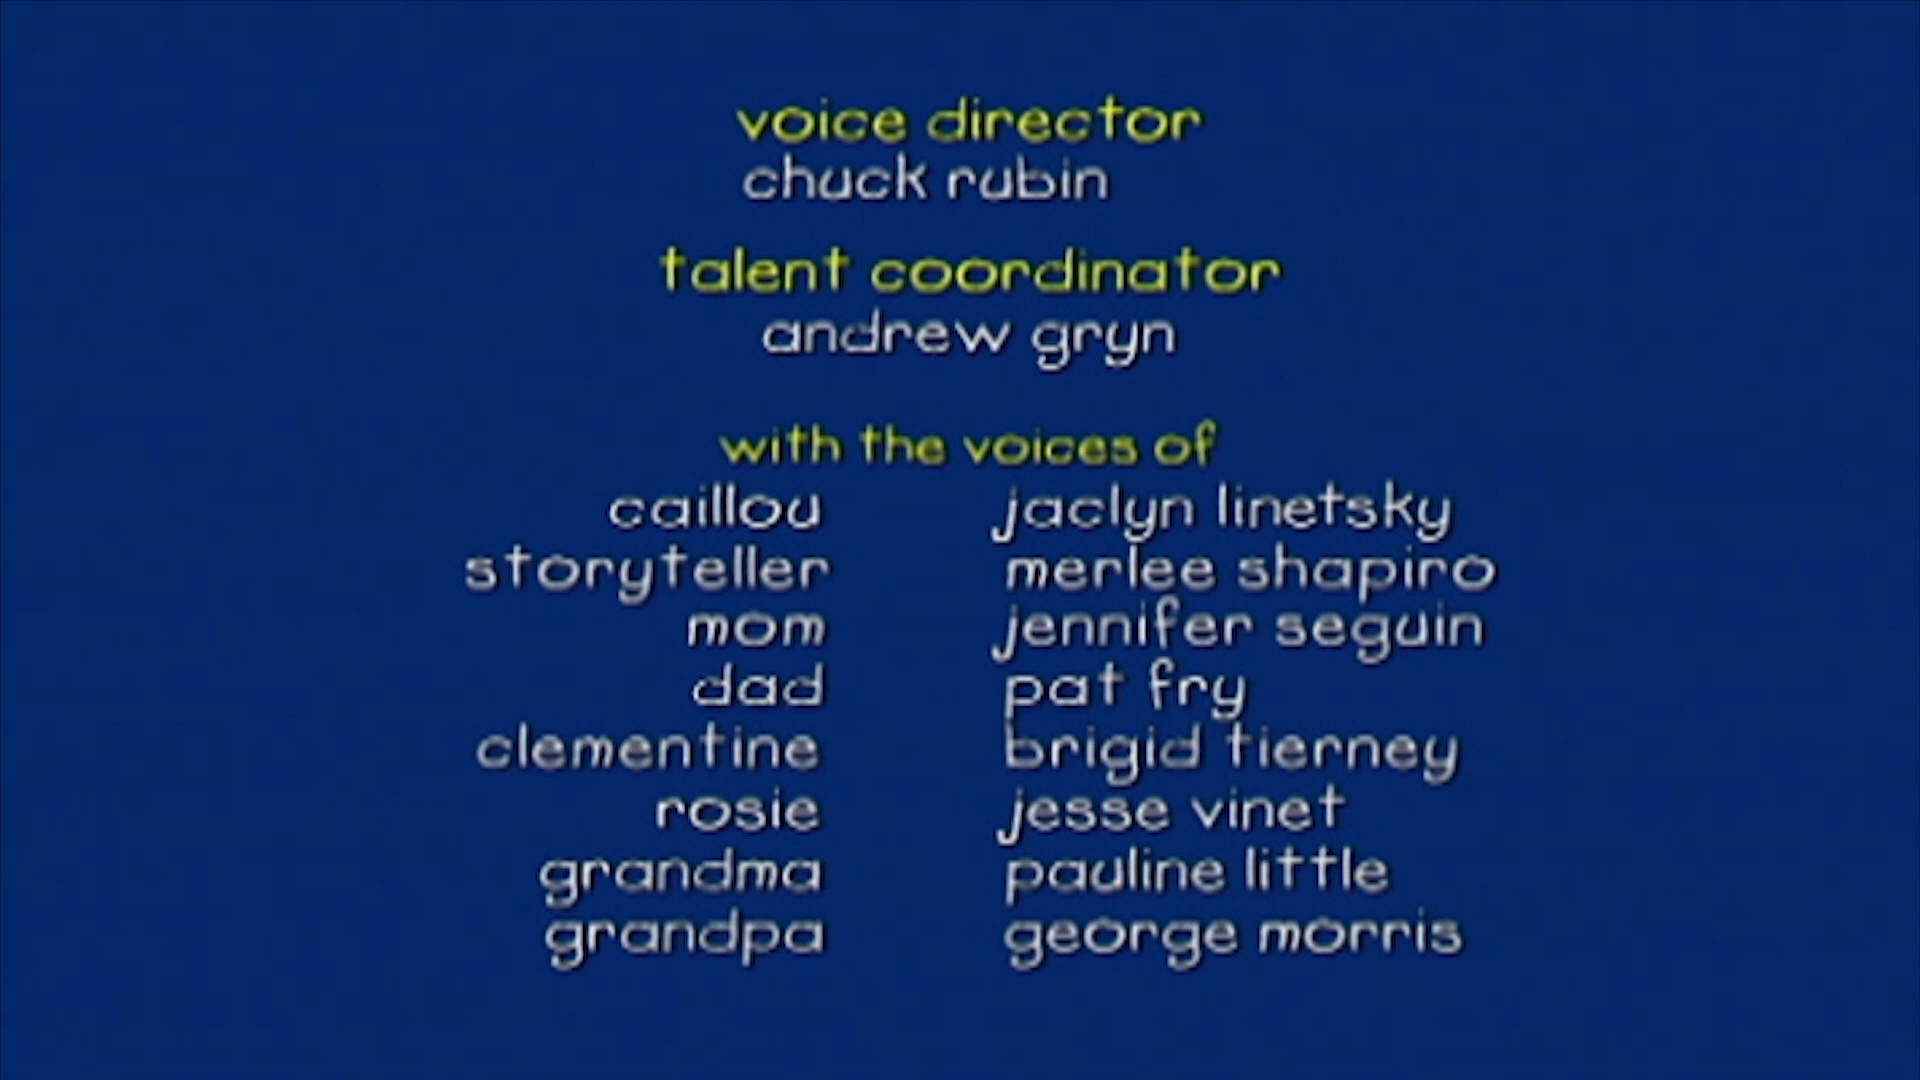 voice director
chuck rubin
talent coordinator
andrew gryn
with the voices of
caillou jaclyn linetsky
storyteller merlee shapiro
mom jennifer seguin
dad pat fry
clementine brigid tierney
rosie jesse vinet
grandma pauline little
grandpa george morris